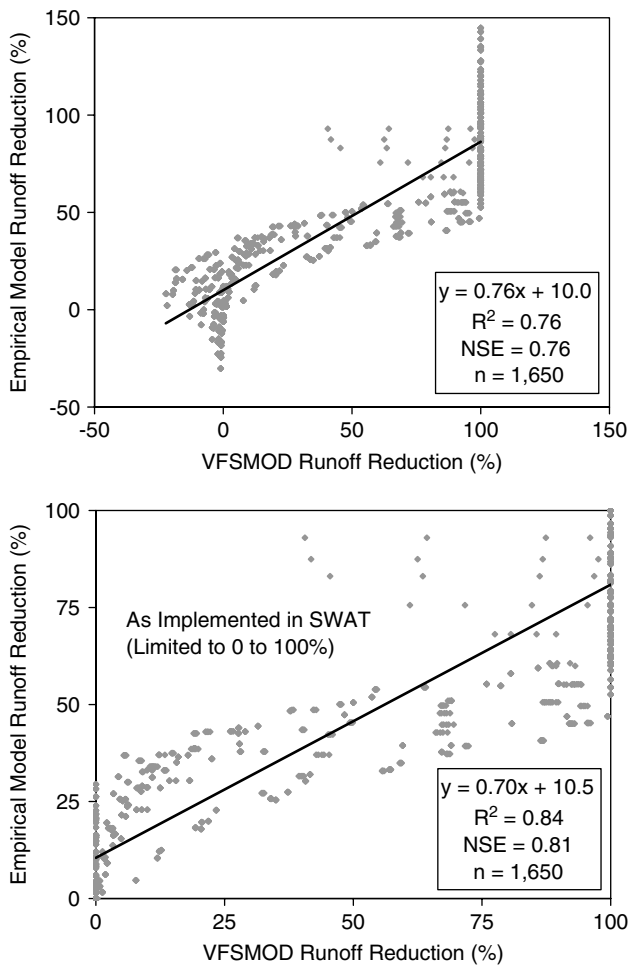 150
100
50
0
-50
-50
0
50
100
150
Empirical Model Runoff Reduction (%)
VFSMOD Runoff Reduction (%)
y = 0.76x + 10.0
R² = 0.76
NSE = 0.76
n = 1,650
100
75
50
25
0
0
25
50
75
100
Empirical Model Runoff Reduction (%)
VFSMOD Runoff Reduction (%)
As Implemented in SWAT
(Limited to 0 to 100%)
y = 0.70x + 10.5
R² = 0.84
NSE = 0.81
n = 1,650